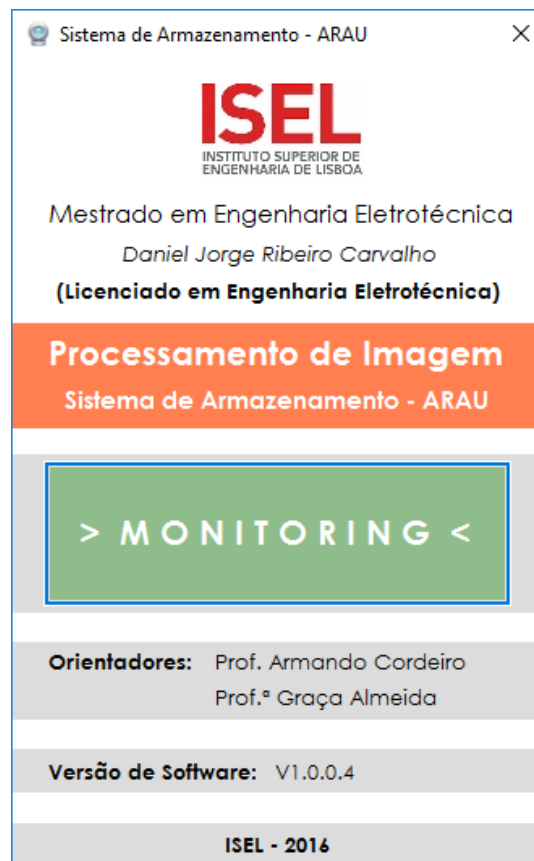 Sistema de Armazenamento - ARAU
ISEL
INSTITUTO SUPERIOR DE
ENGENHARIA DE LISBOA
Mestrado em Engenharia Eletrotécnica
Daniel Jorge Ribeiro Carvalho
(Licenciado em Engenharia Eletrotécnica)
Processamento de Imagem
Sistema de Armazenamento - ARAU
> MONITORING <
Orientadores: Prof. Armando Cordeiro
Prof.ª Graça Almeida
Versão de Software: V1.0.0.4
ISEL - 2016